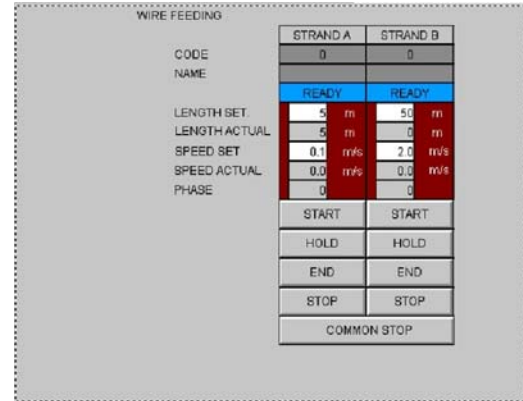 WIRE FEEDING
STRAND A STRAND B
CODE 0 0
NAME
READY READY
LENGTH SET. 5 m 50 m
LENGTH ACTUAL 5 m 0 m
SPEED SET 0.1 m/s 2.0 m/s
SPEED ACTUAL 0.0 m/s 0.0 m/s
PHASE 0 0
START START
HOLD HOLD
END END
STOP STOP
COMMON STOP